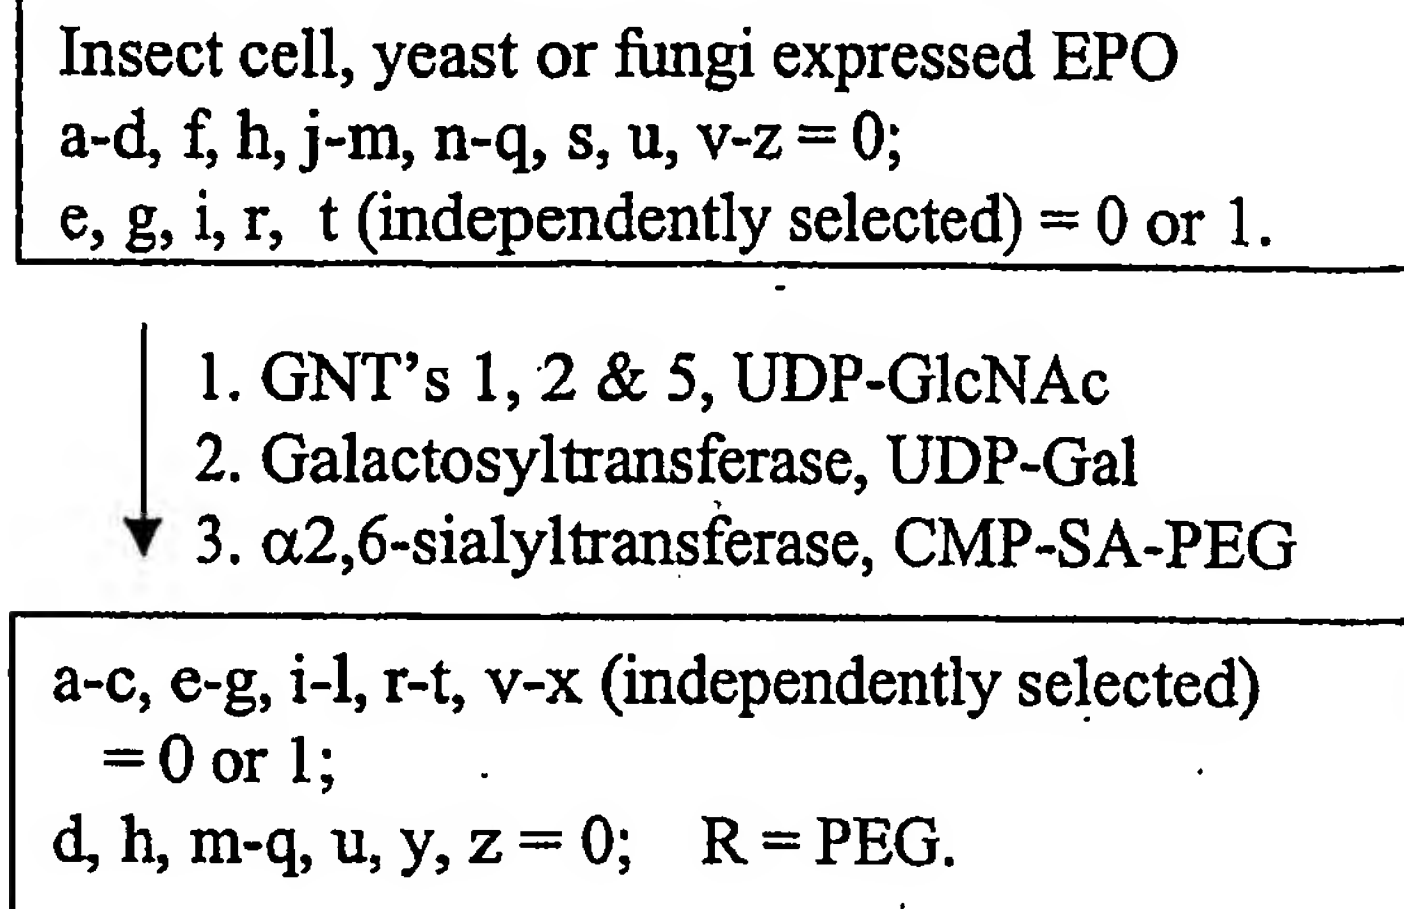 Insect cell, yeast or fungi expressed EPO
a-d, f, h, j-m, n-q, s, u, v-z = 0;
e, g, i, r, t (independently selected) = 0 or 1.
1. GNT's 1, 2 & 5, UDP-GlcNAc
2. Galactosyltransferase, UDP-Gal
3. α2,6-sialyltransferase, CMP-SA-PEG
a-c, e-g, i-l, r-t, v-x (independently selected)
= 0 or 1;
d, h, m-q, u, y, z = 0; R = PEG.